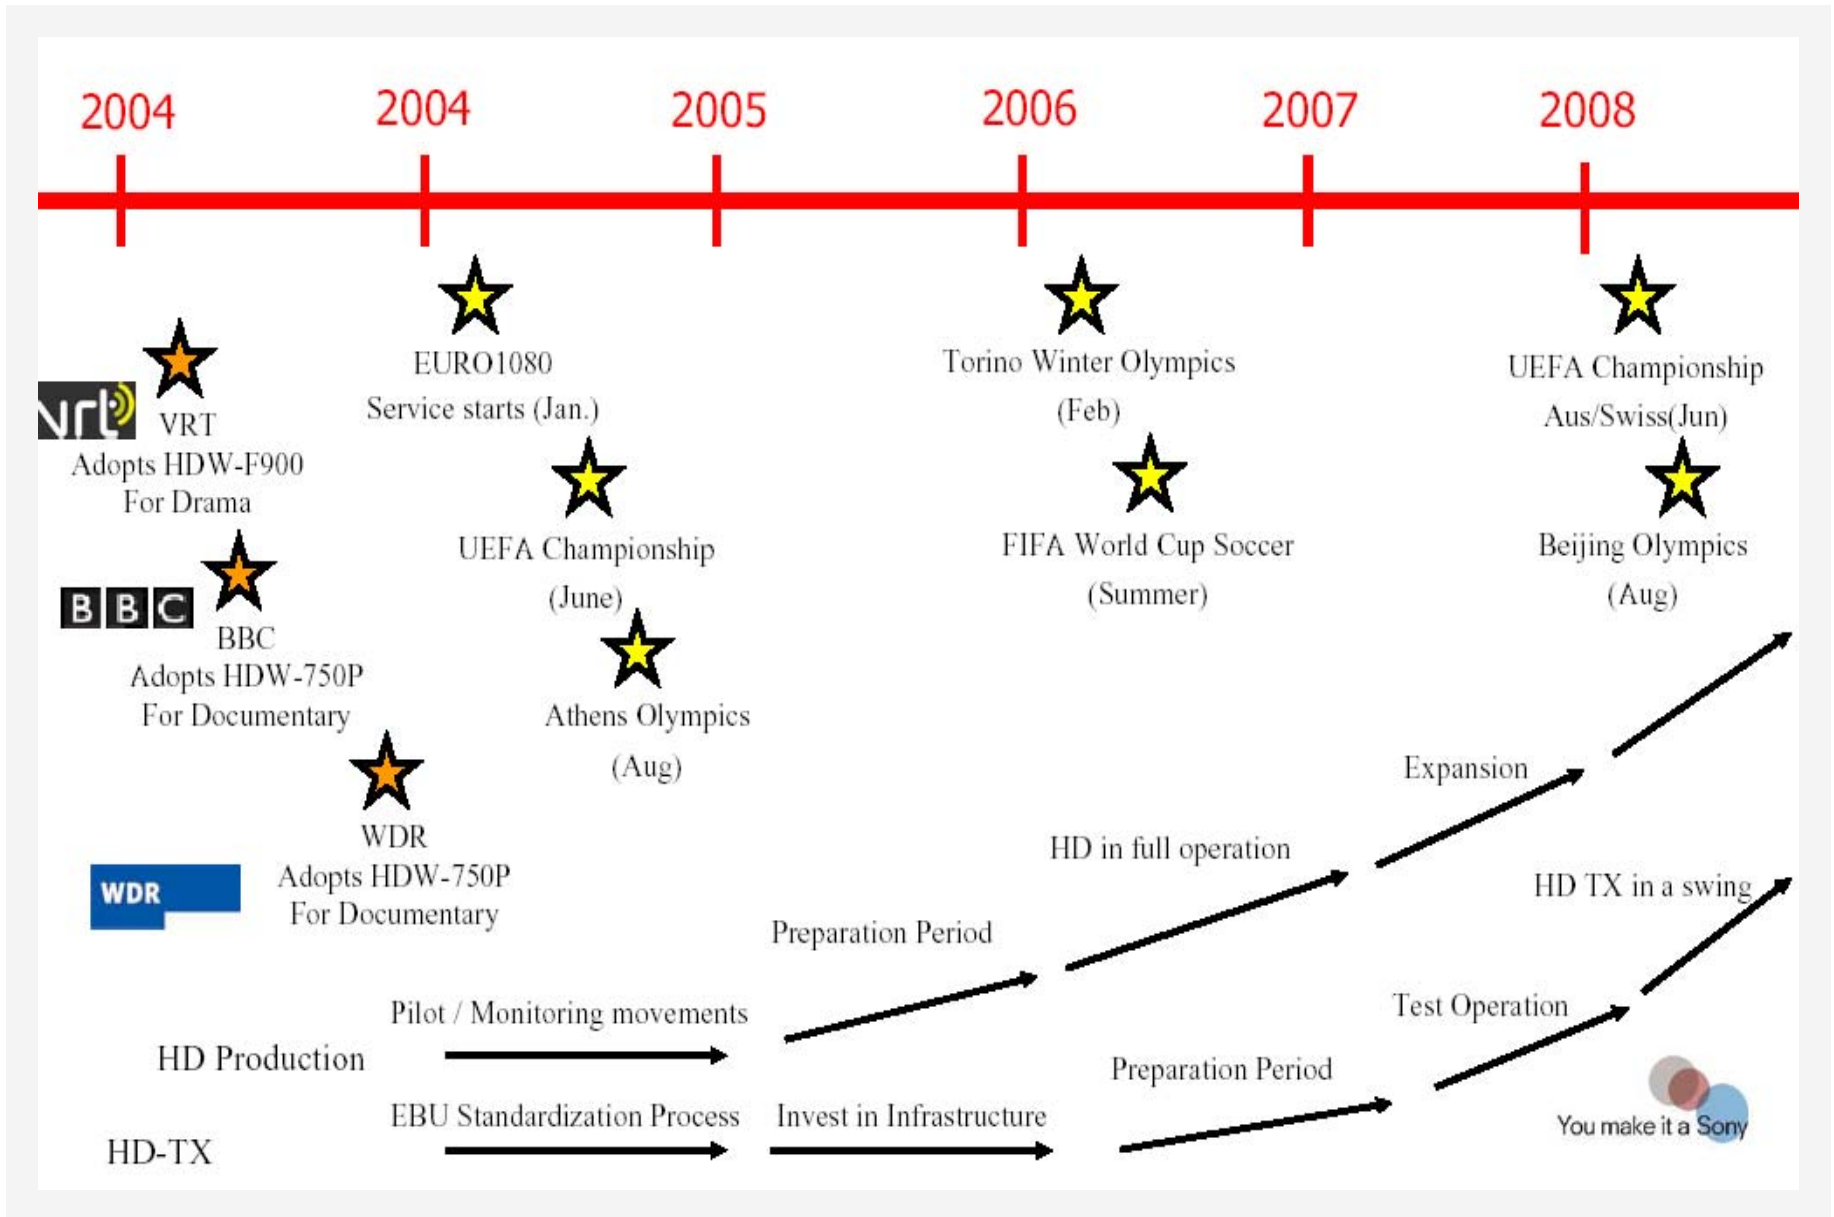 2004
2004
2005
2006
2007
2008
EURO1080
Service starts (Jan.)
Torino Winter Olympics
(Feb)
UEFA Championship
Aus/Swiss(Jun)
vrt
VRT
Adopts HDW-F900
For Drama
UEFA Championship
(June)
FIFA World Cup Soccer
(Summer)
Beijing Olympics
(Aug)
BBC
BBC
Adopts HDW-750P
For Documentary
Athens Olympics
(Aug)
WDR
WDR
Adopts HDW-750P
For Documentary
Expansion
HD in full operation
HD TX in a swing
Preparation Period
Pilot / Monitoring movements
HD Production
Test Operation
Preparation Period
EBU Standardization Process
Invest in Infrastructure
HD-TX
You make it a Sony